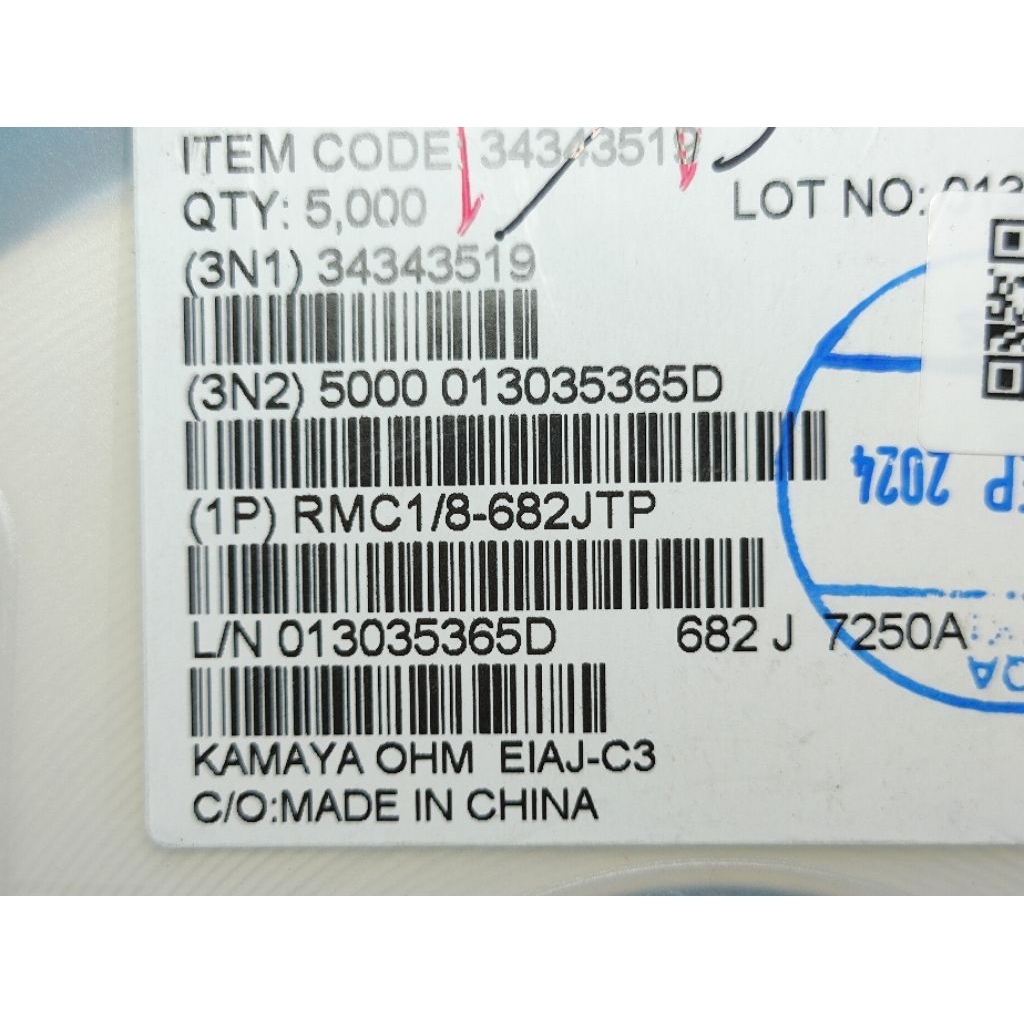 ITEM CODE: 34343519
QTY: 5,000
LOT NO:
(3N1) 34343519
(3N2) 5000 013035365D
2024
(1P) RMC1/8-682JTP
L/N 013035365D 682 J 7250A
QA
KAMAYA OHM EIAJ-C3
C/O:MADE IN CHINA